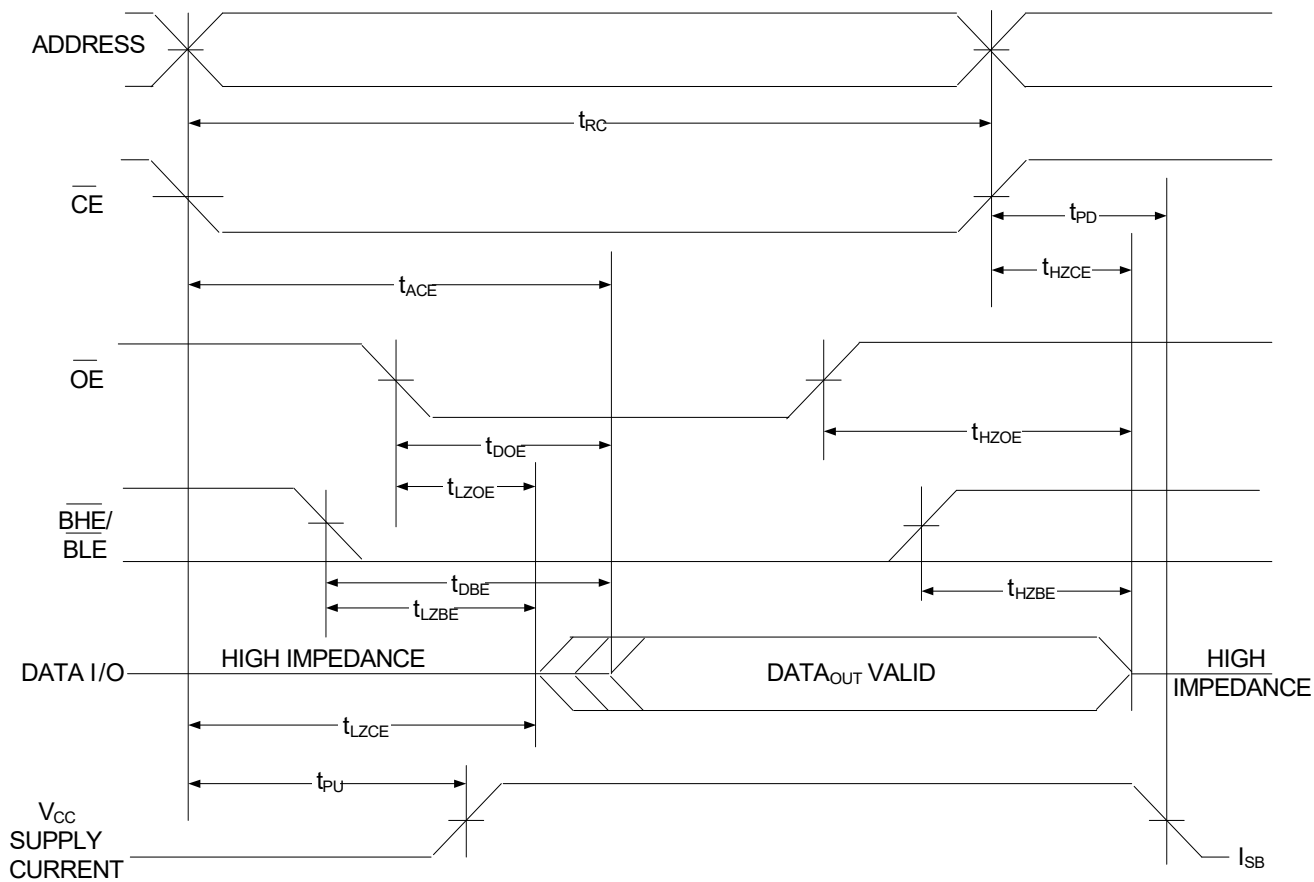 ADDRESS
tRC
CE
tPD
tHZCE
tACE
OE
tHZOE
tDOE
tLZOE
BHE/
BLE
tDBE
tHZBE
tLZBE
DATA I/O
HIGH IMPEDANCE
DATAOUT VALID
HIGH
IMPEDANCE
tLZCE
tPU
VCC
SUPPLY
CURRENT
ISB